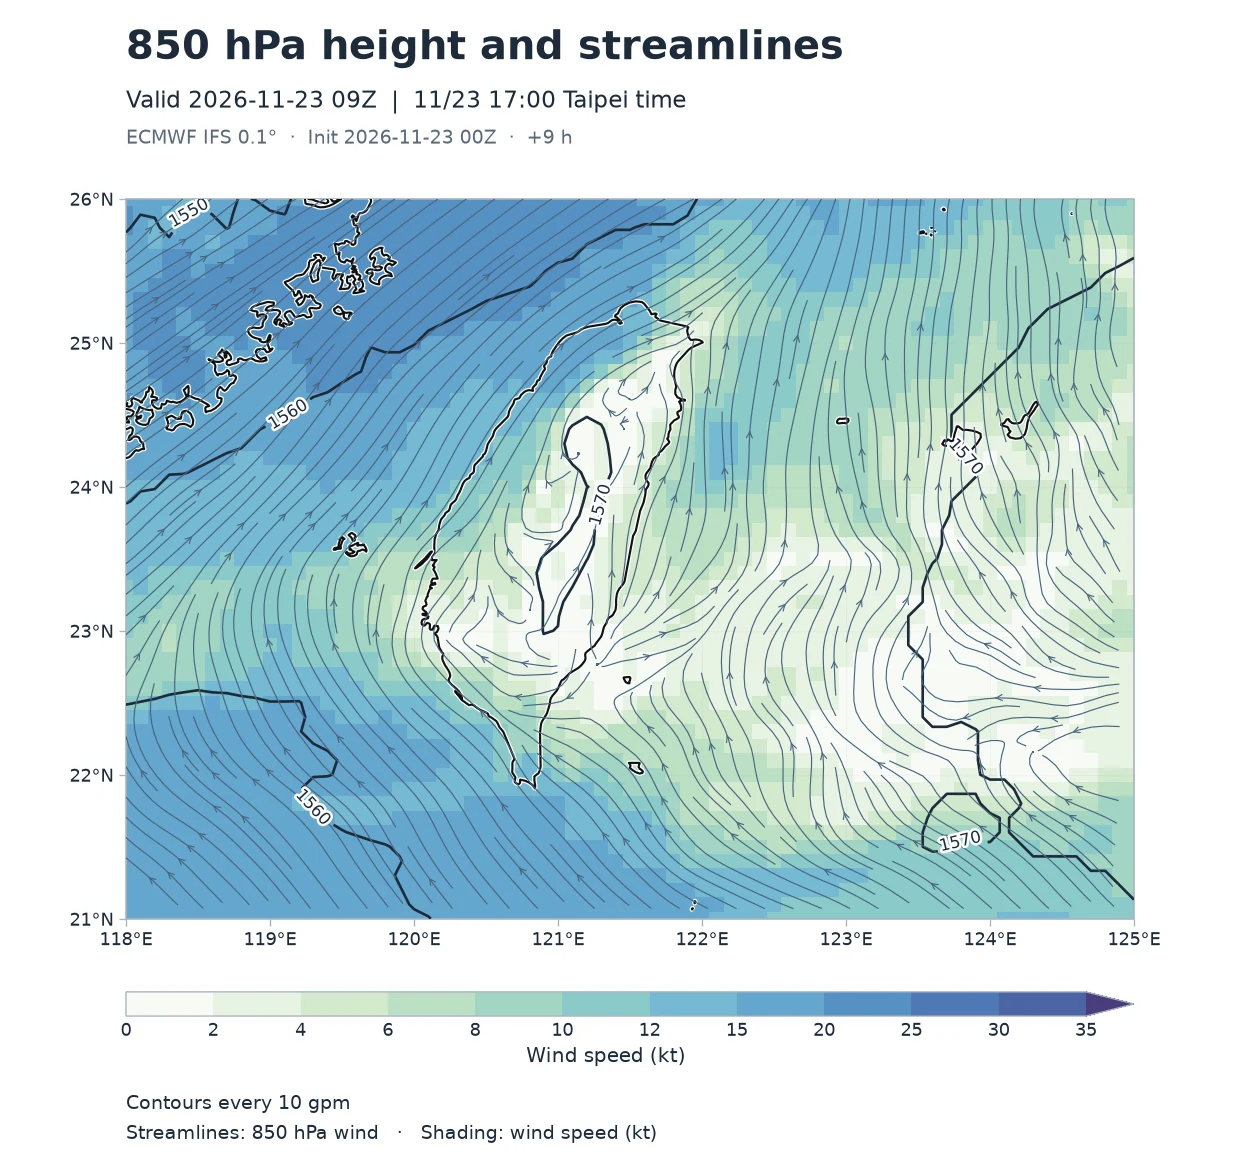 850 hPa height and streamlines
Valid 2026-11-23 09Z | 11/23 17:00 Taipei time
ECMWF IFS 0.1° · Init 2026-11-23 00Z · +9 h
26°N
1550
25°N
1560
24°N
1570
1570
23°N
22°N
1560
1570
21°N
118°E 119°E 120°E 121°E 122°E 123°E 124°E 125°E
0 2 4 6 8 10 12 15 20 25 30 35
Wind speed (kt)
Contours every 10 gpm
Streamlines: 850 hPa wind · Shading: wind speed (kt)